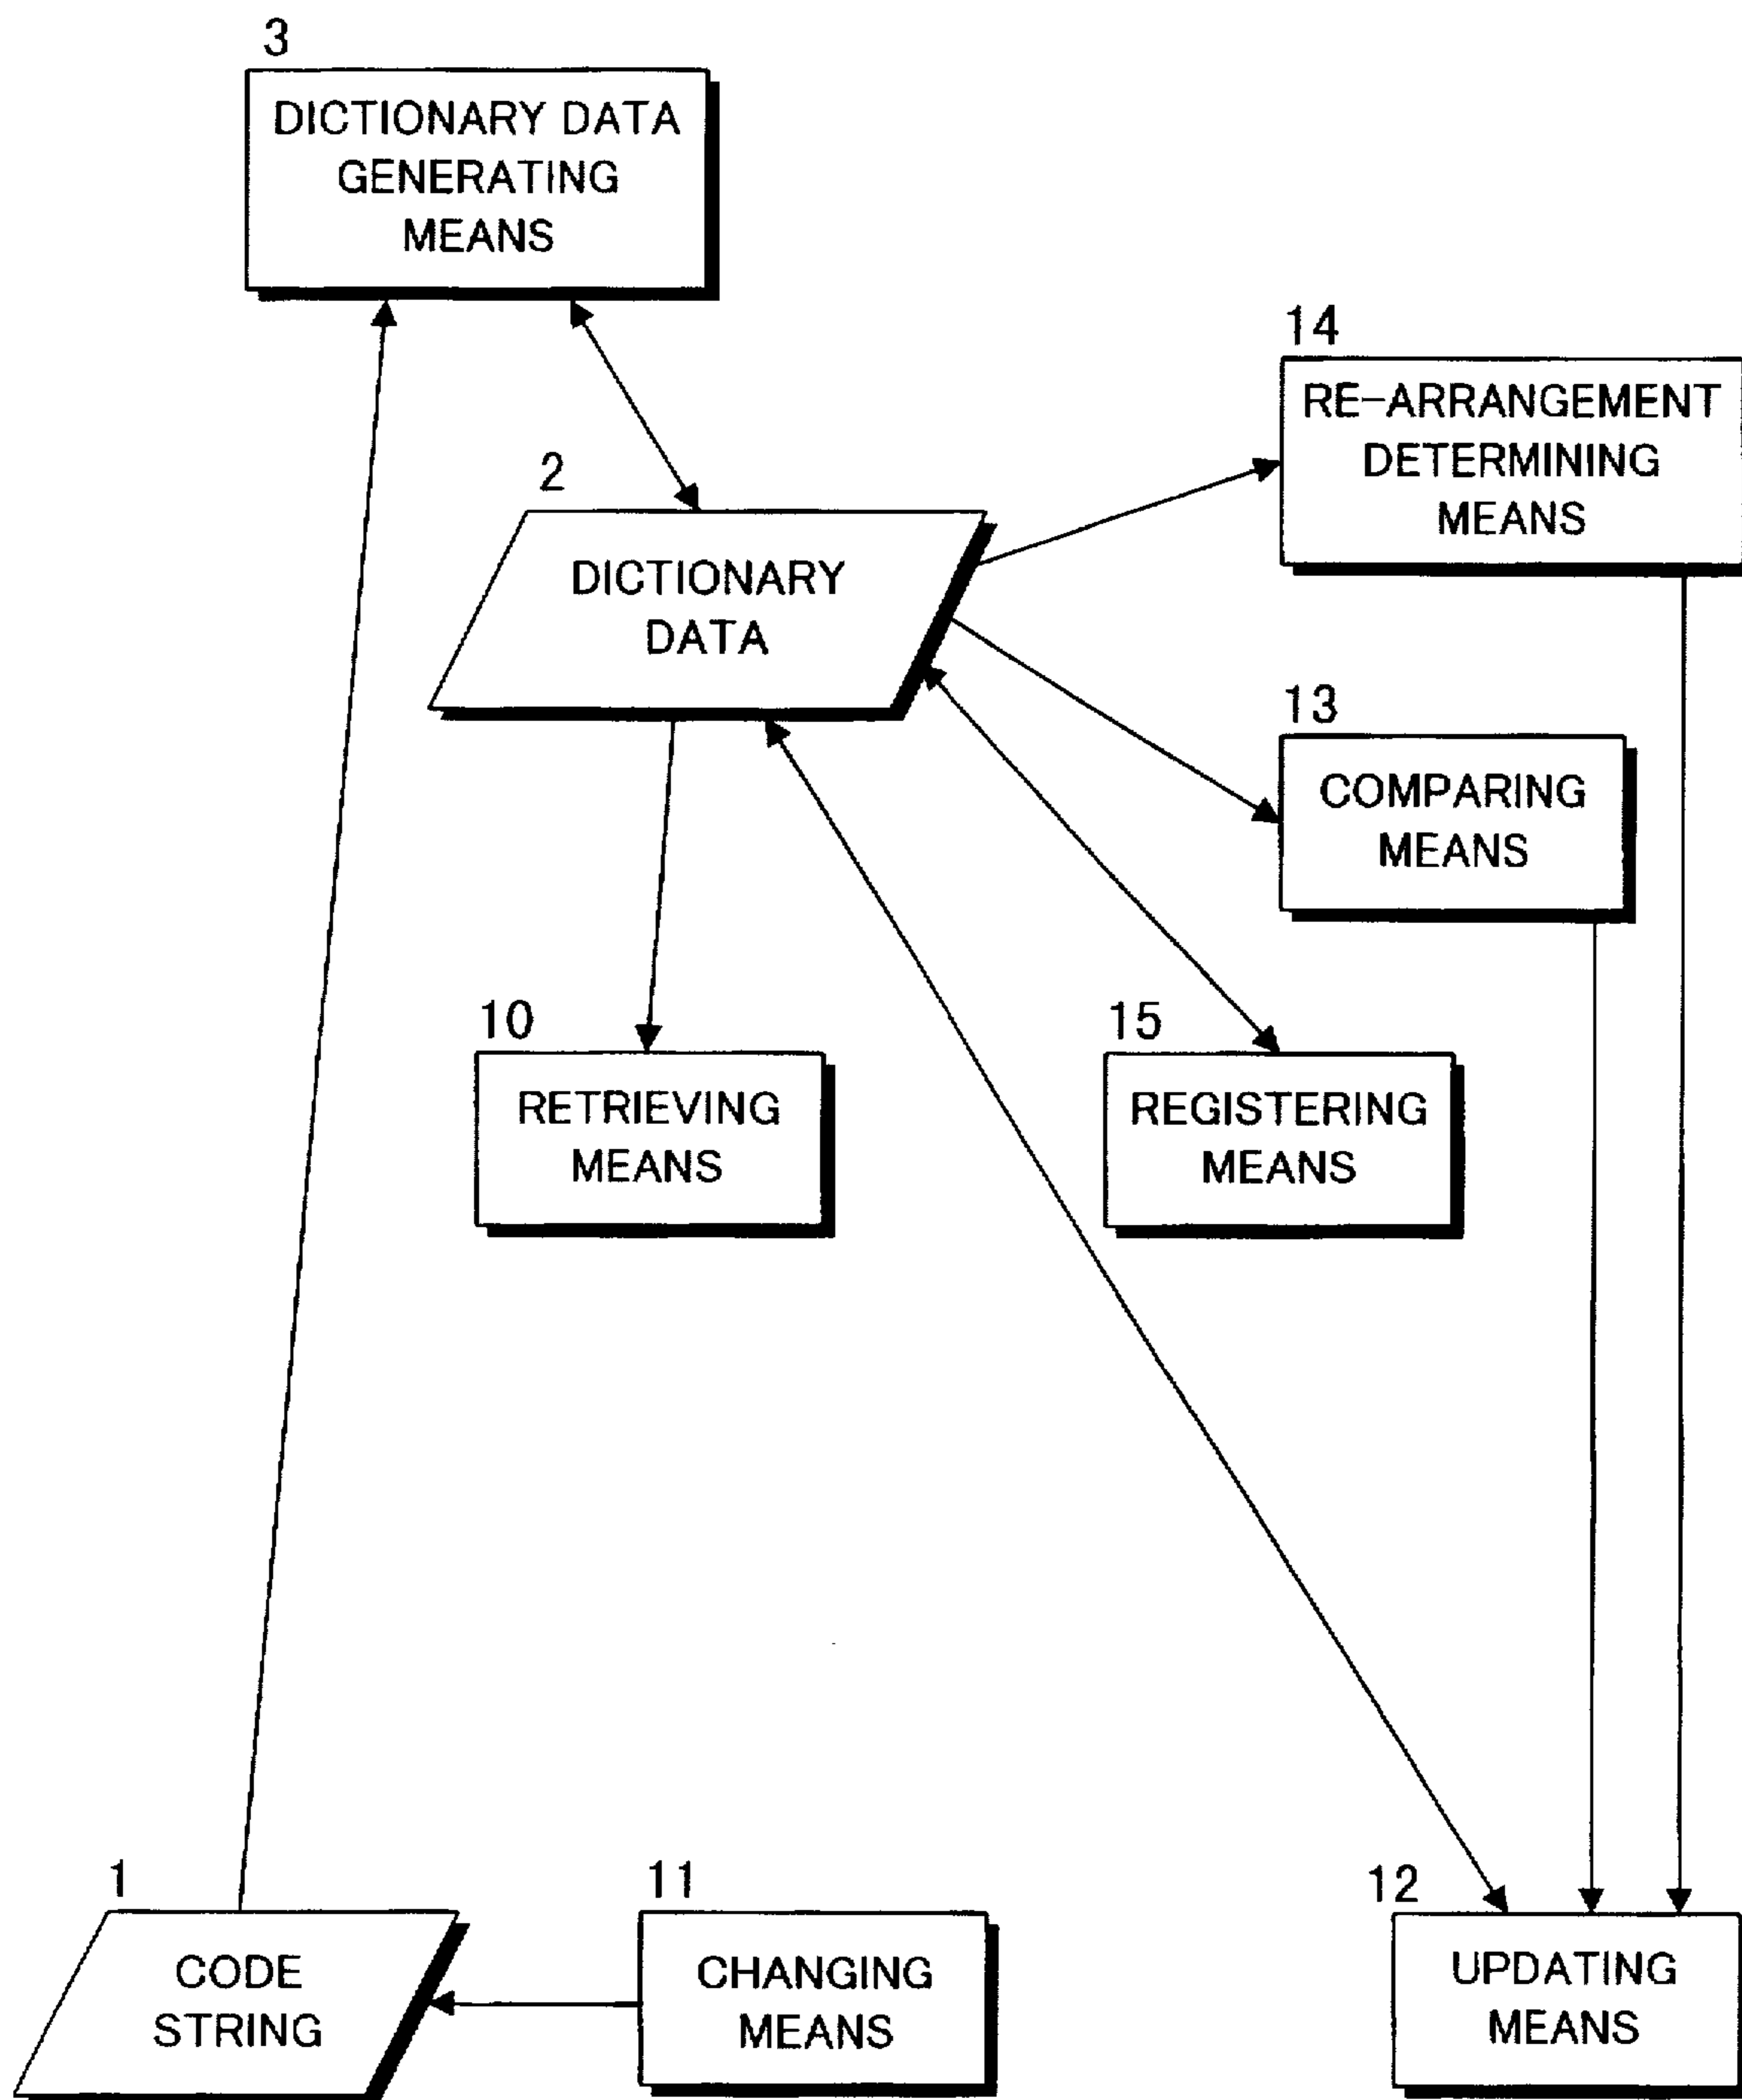 3
DICTIONARY DATA
GENERATING
MEANS
14
RE-ARRANGEMENT
DETERMINING
MEANS
2
DICTIONARY
DATA
13
COMPARING
MEANS
10
RETRIEVING
MEANS
15
REGISTERING
MEANS
1
CODE
STRING
11
CHANGING
MEANS
12
UPDATING
MEANS